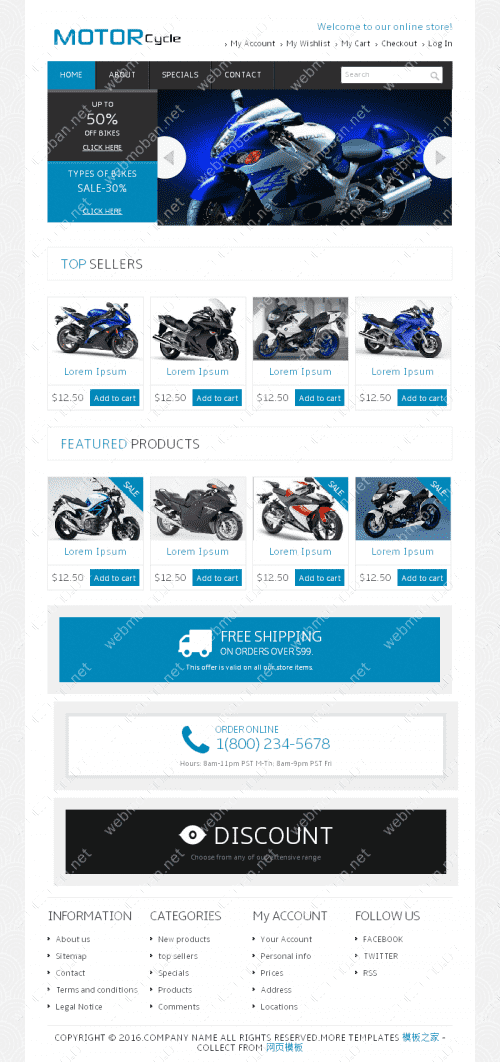 MOTORCycle
Welcome to our online store!
My Account My Wishlist My Cart Checkout Log In
HOME ABOUT SPECIALS CONTACT
Search
UP TO
50%
OFF BIKES
CLICK HERE
TYPES OF BIKES
SALE-30%
CLICK HERE
TOP SELLERS
Lorem Ipsum Lorem Ipsum Lorem Ipsum Lorem Ipsum
$12.50 Add to cart $12.50 Add to cart $12.50 Add to cart $12.50 Add to cart
FEATURED PRODUCTS
SALE SALE SALE
Lorem Ipsum Lorem Ipsum Lorem Ipsum Lorem Ipsum
$12.50 Add to cart $12.50 Add to cart $12.50 Add to cart $12.50 Add to cart
FREE SHIPPING
ON ORDERS OVER $99.
This offer is valid on all our store items.
ORDER ONLINE
1(800) 234-5678
Hours: 8am-11pm PST M-Th; 8am-9pm PST Fri
DISCOUNT
Choose from any of our extensive range
INFORMATION CATEGORIES My ACCOUNT FOLLOW US
About us New products Your Account FACEBOOK
Sitemap top sellers Personal info TWITTER
Contact Specials Prices RSS
Terms and conditions Products Address
Legal Notice Comments Locations
COPYRIGHT © 2016.COMPANY NAME ALL RIGHTS RESERVED.MORE TEMPLATES 模板之家 -
COLLECT FROM 网页模板
webmoban.net